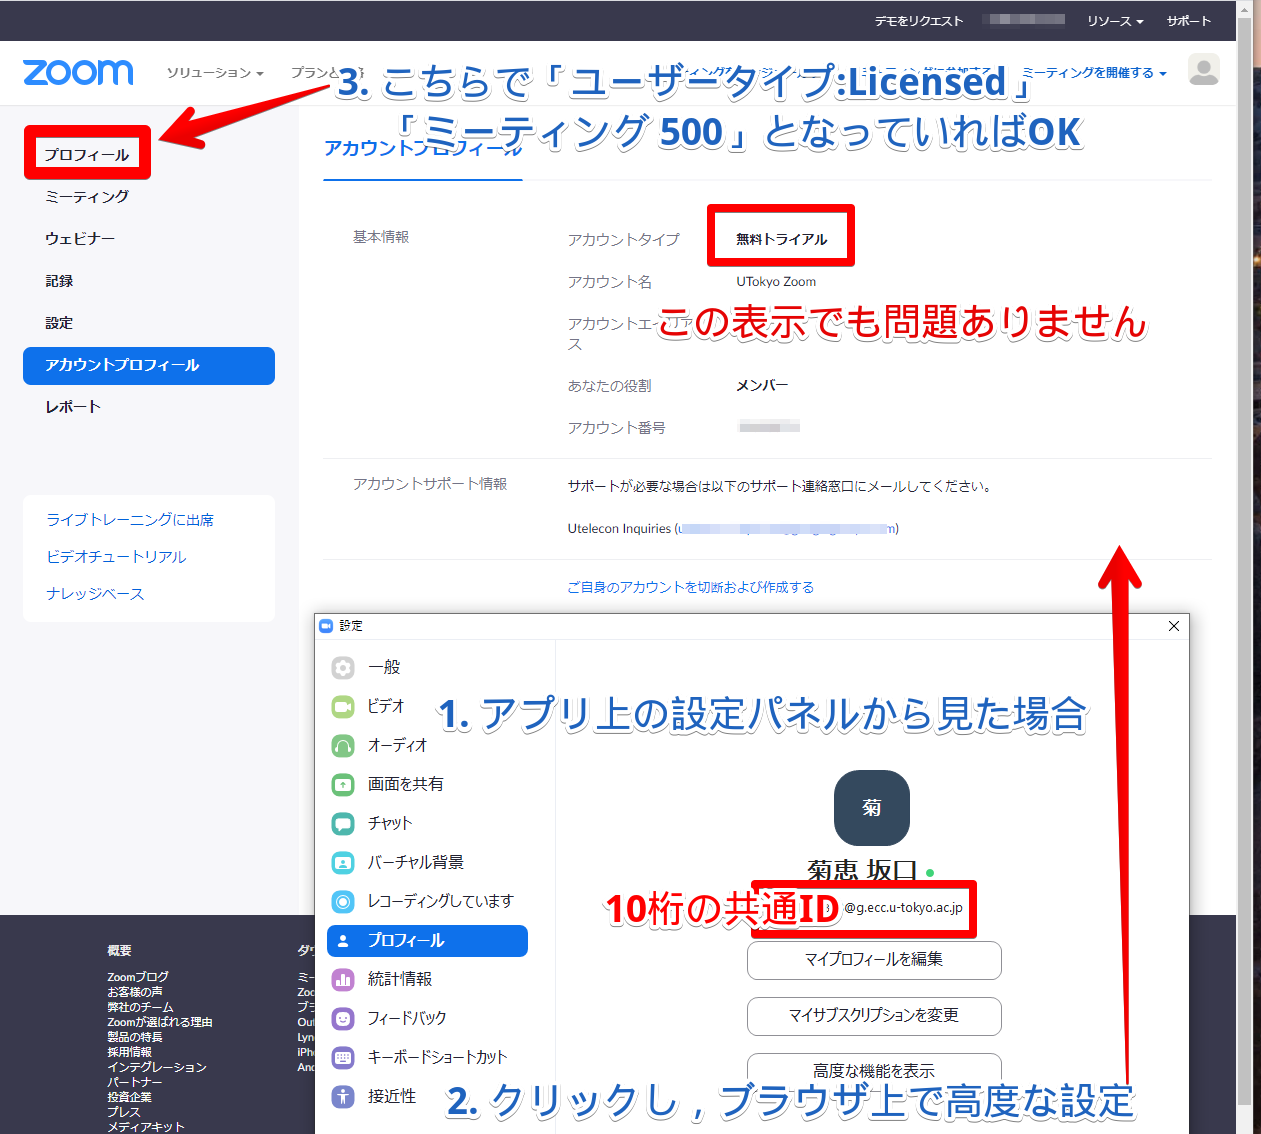 デモをリクエスト
リソース
サポート
zoom
ソリューション
プランと
ミーティングを開催する
3. こちらで「ユーザータイプ:Licensed」
「ミーティング 500」となっていればOK
プロフィール
ミーティング
ウェビナー
記録
設定
アカウントプロフィール
レポート
ライブトレーニングに出席
ビデオチュートリアル
ナレッジベース
アカウントプロフィール
基本情報
アカウントタイプ 無料トライアル
アカウント名 UTokyo Zoom
この表示でも問題ありません
アカウントエイリア
ス
あなたの役割 メンバー
アカウント番号
アカウントサポート情報
サポートが必要な場合は以下のサポート連絡窓口にメールしてください。
Utelecon Inquiries (
ご自身のアカウントを切断および作成する
設定
一般
ビデオ
オーディオ
画面を共有
チャット
バーチャル背景
レコーディングしています
プロフィール
統計情報
フィードバック
キーボードショートカット
接近性
1. アプリ上の設定パネルから見た場合
菊
菊恵 坂口
10桁の共通ID
@g.ecc.u-tokyo.ac.jp
マイプロフィールを編集
マイサブスクリプションを変更
高度な機能を表示
2. クリックし，ブラウザ上で高度な設定
概要
Zoomブログ
お客様の声
弊社のチーム
Zoomが選ばれる理由
製品の特長
採用情報
インテグレーション
パートナー
投資企業
プレス
メディアキット